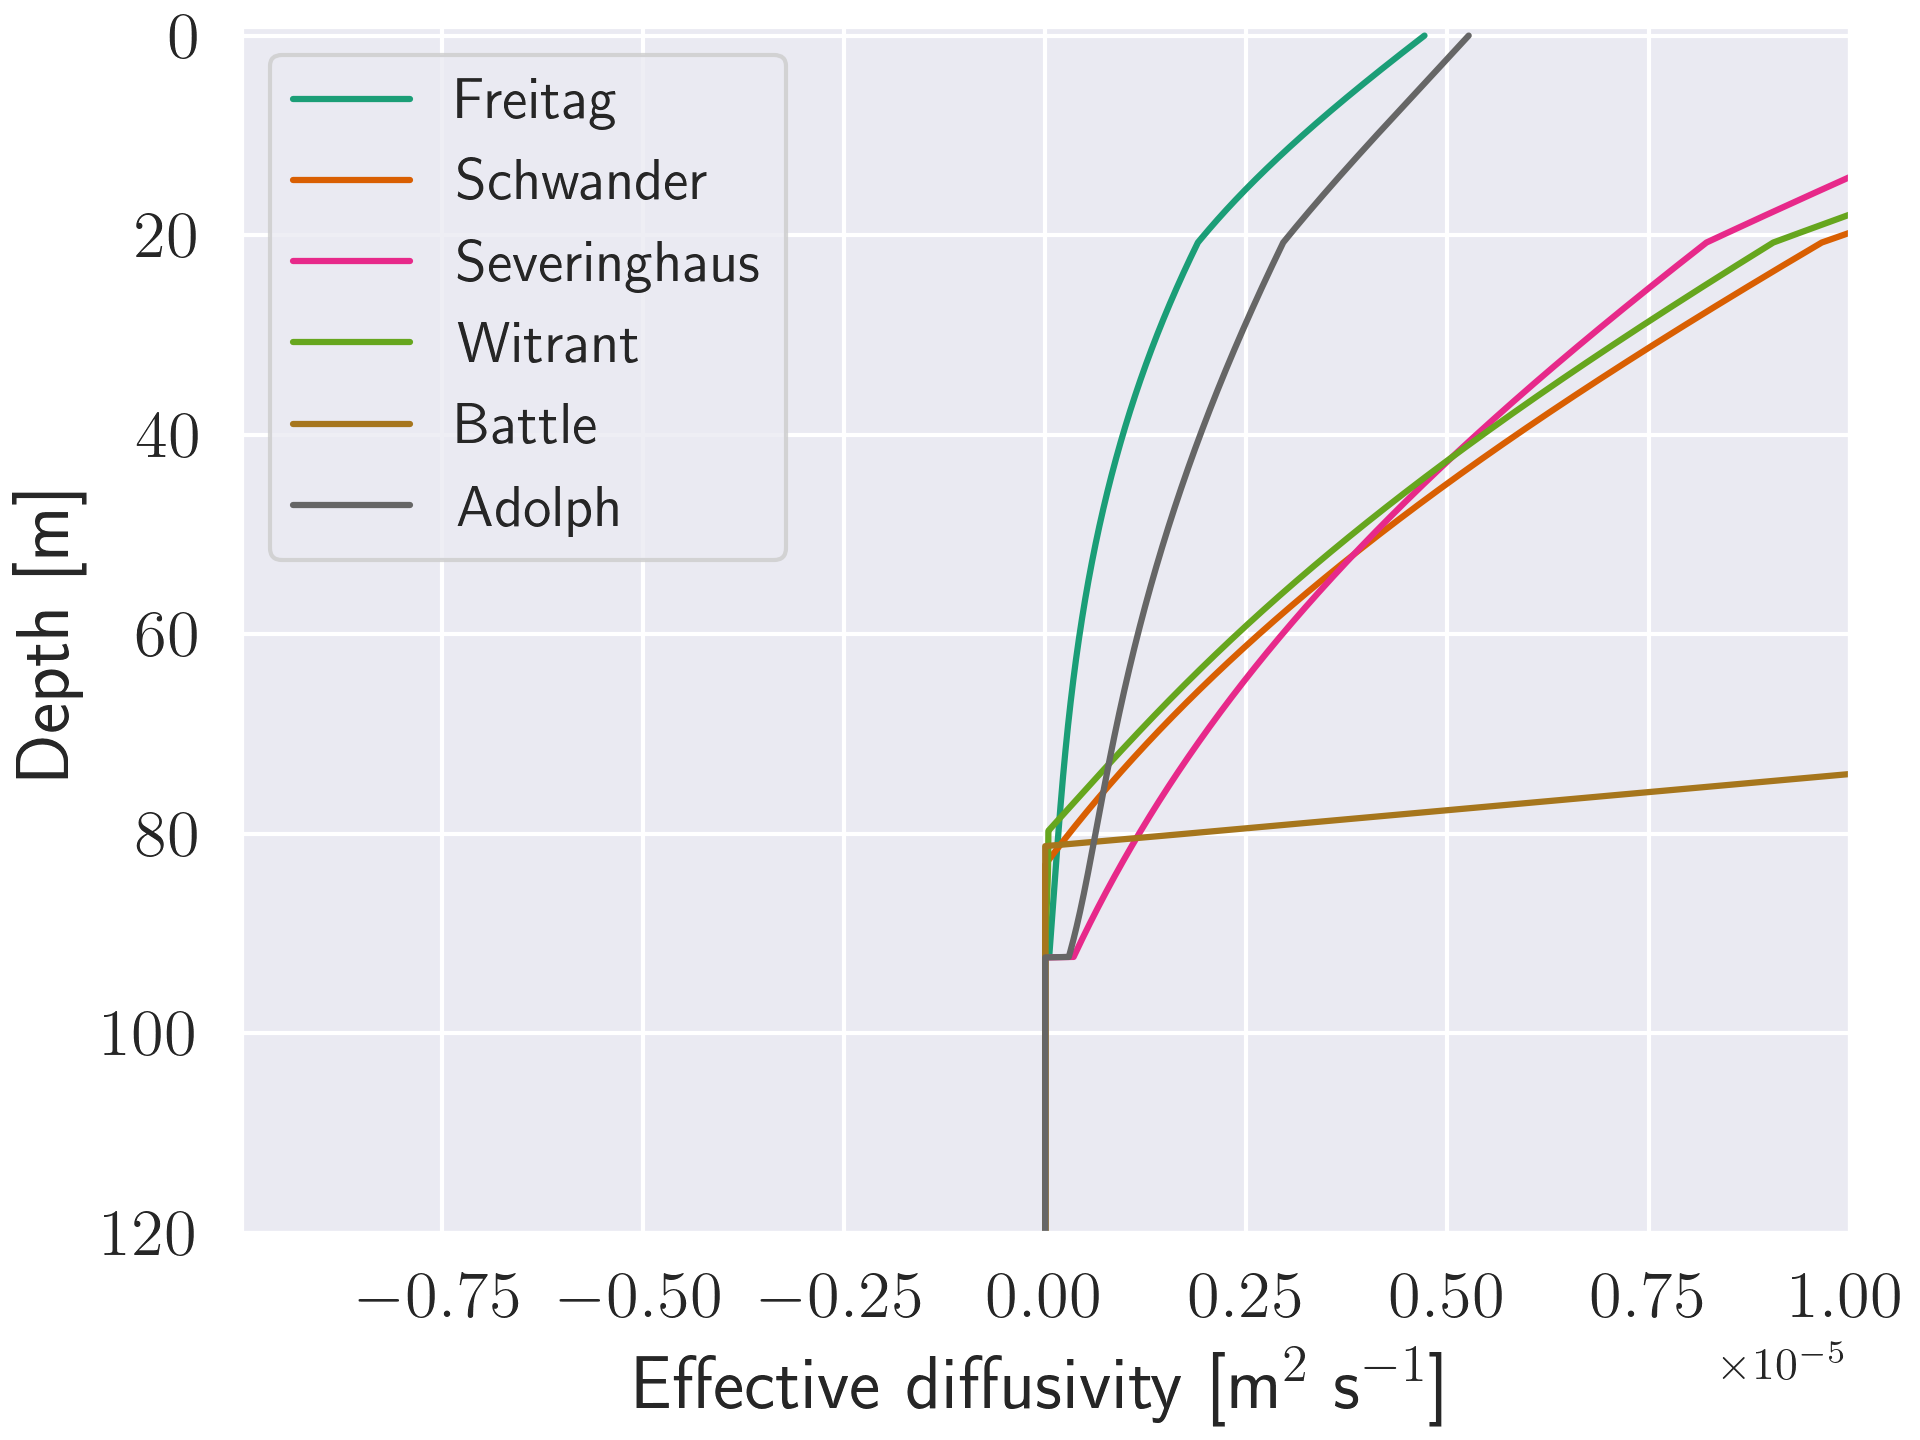 0
20
40
60
80
100
120
Depth [m]
Freitag
Schwander
Severinghaus
Witrant
Battle
Adolph
−0.75 −0.50 −0.25 0.00 0.25 0.50 0.75 1.00
×10⁻⁵
Effective diffusivity [m² s⁻¹]